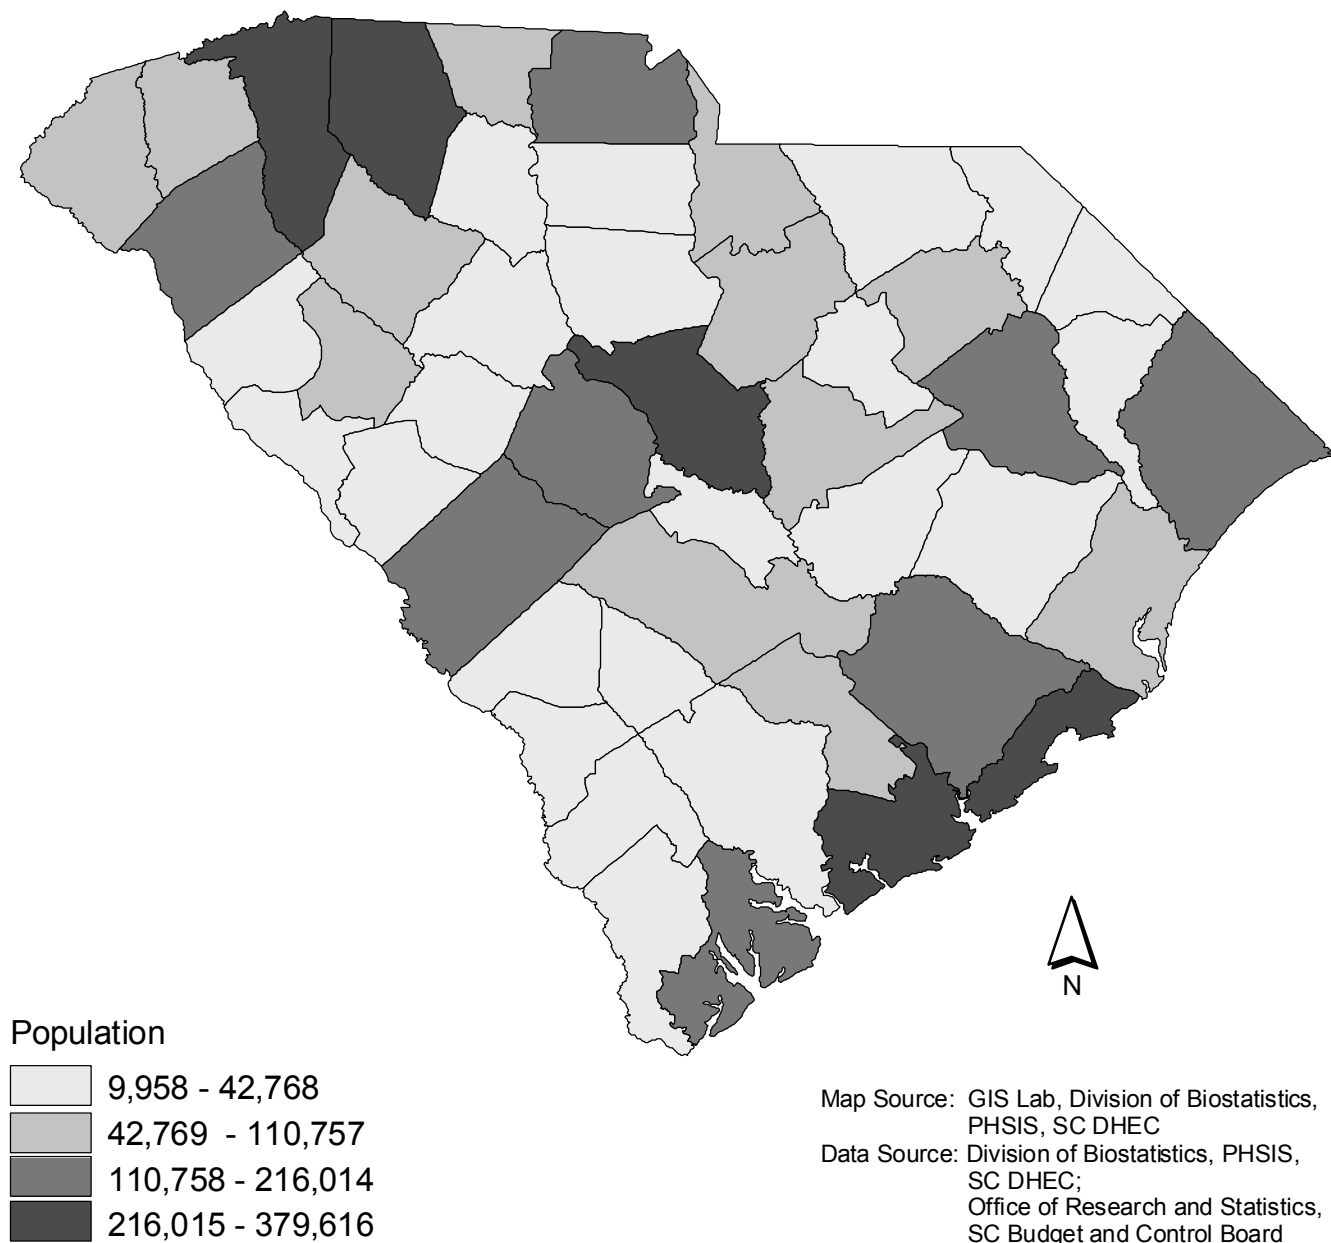 N
Population
9,958 - 42,768
42,769 - 110,757
110,758 - 216,014
216,015 - 379,616
Map Source: GIS Lab, Division of Biostatistics,
PHSIS, SC DHEC
Data Source: Division of Biostatistics, PHSIS,
SC DHEC;
Office of Research and Statistics,
SC Budget and Control Board